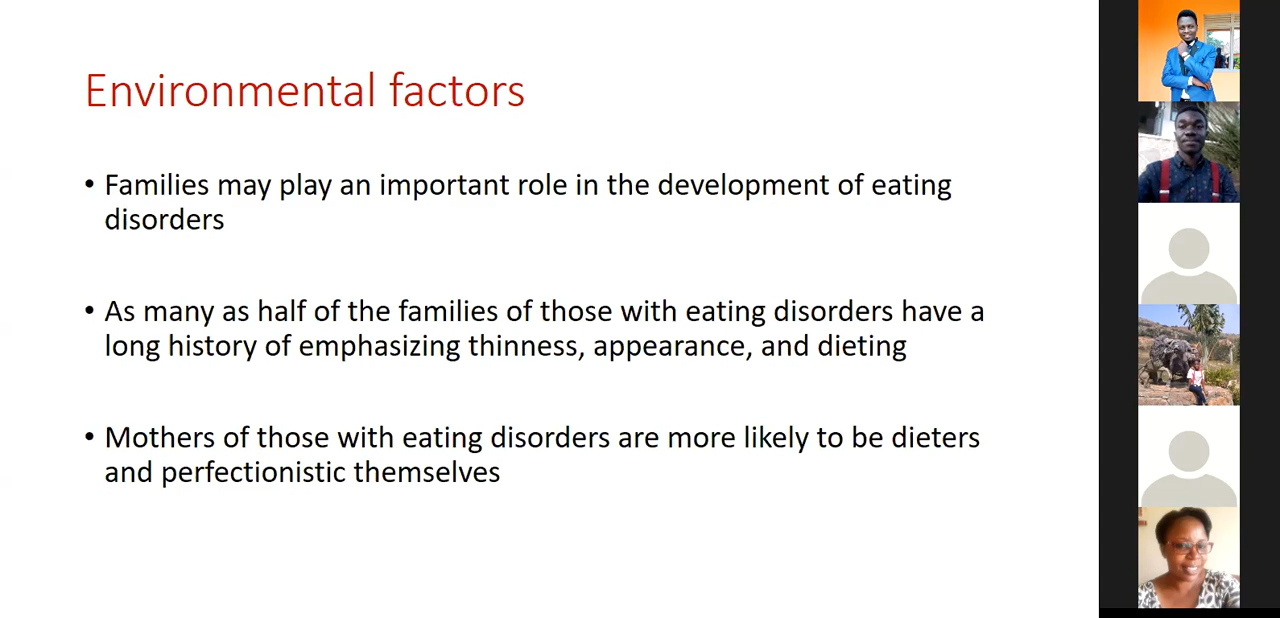 Environmental factors
• Families may play an important role in the development of eating
disorders
• As many as half of the families of those with eating disorders have a
long history of emphasizing thinness, appearance, and dieting
• Mothers of those with eating disorders are more likely to be dieters
and perfectionistic themselves